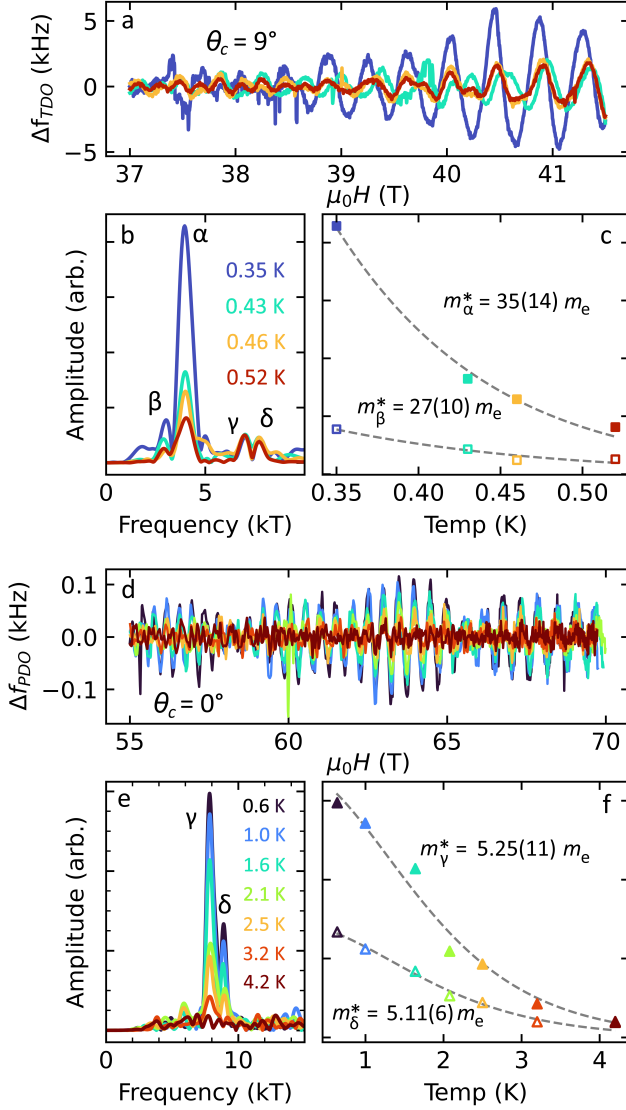 a
θc = 9°
ΔfTDO (kHz)
5
0
−5
37 38 39 40 41
μ0H (T)
b
α
β
γ
δ
0.35 K
0.43 K
0.46 K
0.52 K
Amplitude (arb.)
0 5
Frequency (kT)
c
m*α = 35(14) me
m*β = 27(10) me
0.35 0.40 0.45 0.50
Temp (K)
d
θc = 0°
ΔfPDO (kHz)
0.1
0.0
−0.1
55 60 65 70
μ0H (T)
e
γ
δ
0.6 K
1.0 K
1.6 K
2.1 K
2.5 K
3.2 K
4.2 K
Amplitude (arb.)
0 10
Frequency (kT)
f
m*γ = 5.25(11) me
m*δ = 5.11(6) me
1 2 3 4
Temp (K)